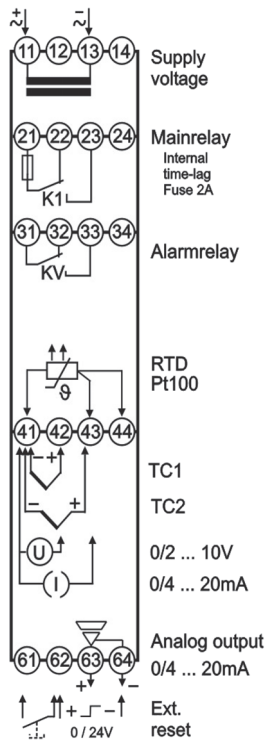 + −
≂ ≂
11 12 13 14
Supply
voltage
21 22 23 24
Mainrelay
Internal
time-lag
Fuse 2A
K1
31 32 33 34
KV
Alarmrelay
RTD
Pt100
ϑ
41 42 43 44
− +
TC1
− +
TC2
U
0/2 ... 10V
I
0/4 ... 20mA
Analog output
61 62 63 64
0/4 ... 20mA
+ −
+ −
0 / 24V
Ext.
reset